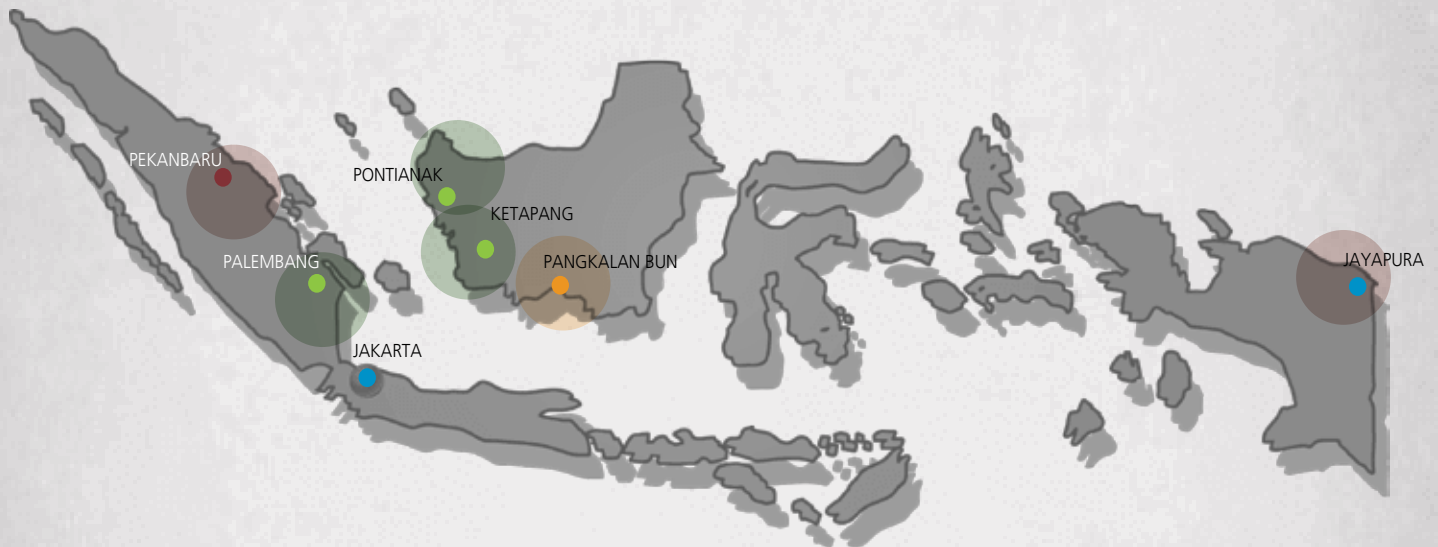 PEKANBARU
PONTIANAK
KETAPANG
PALEMBANG
PANGKALAN BUN
JAYAPURA
JAKARTA